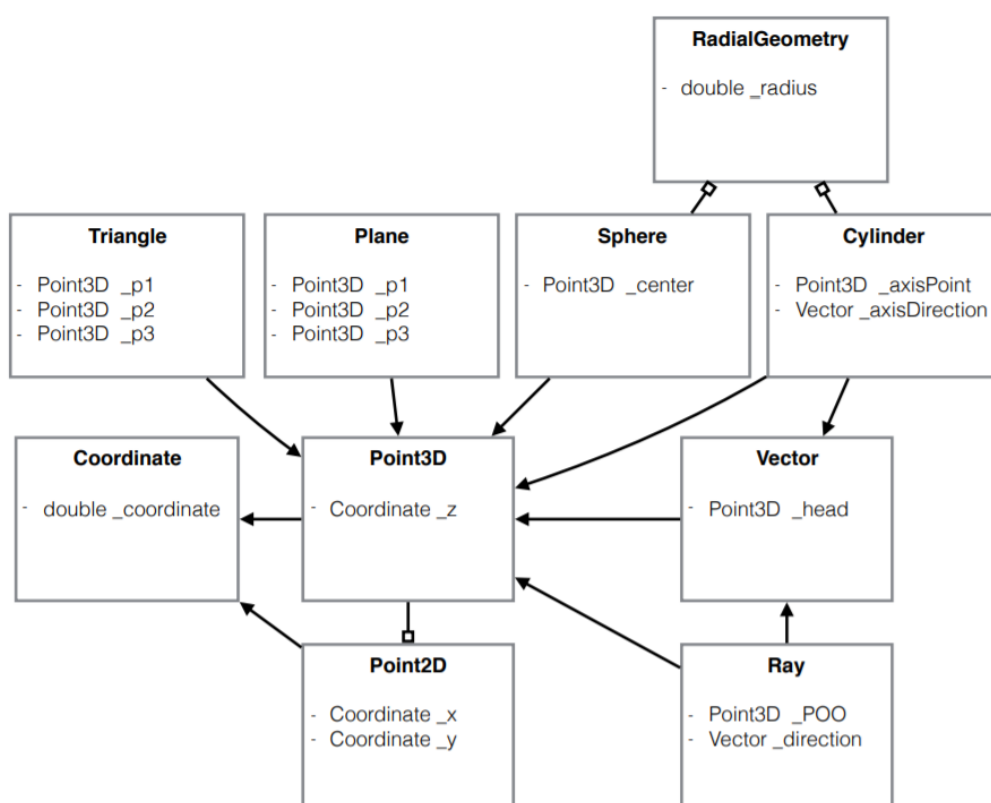 RadialGeometry
- double _radius
Triangle
- Point3D _p1
- Point3D _p2
- Point3D _p3
Plane
- Point3D _p1
- Point3D _p2
- Point3D _p3
Sphere
- Point3D _center
Cylinder
- Point3D _axisPoint
- Vector _axisDirection
Coordinate
- double _coordinate
Point3D
- Coordinate _z
Vector
- Point3D _head
Point2D
- Coordinate _x
- Coordinate _y
Ray
- Point3D _POO
- Vector _direction